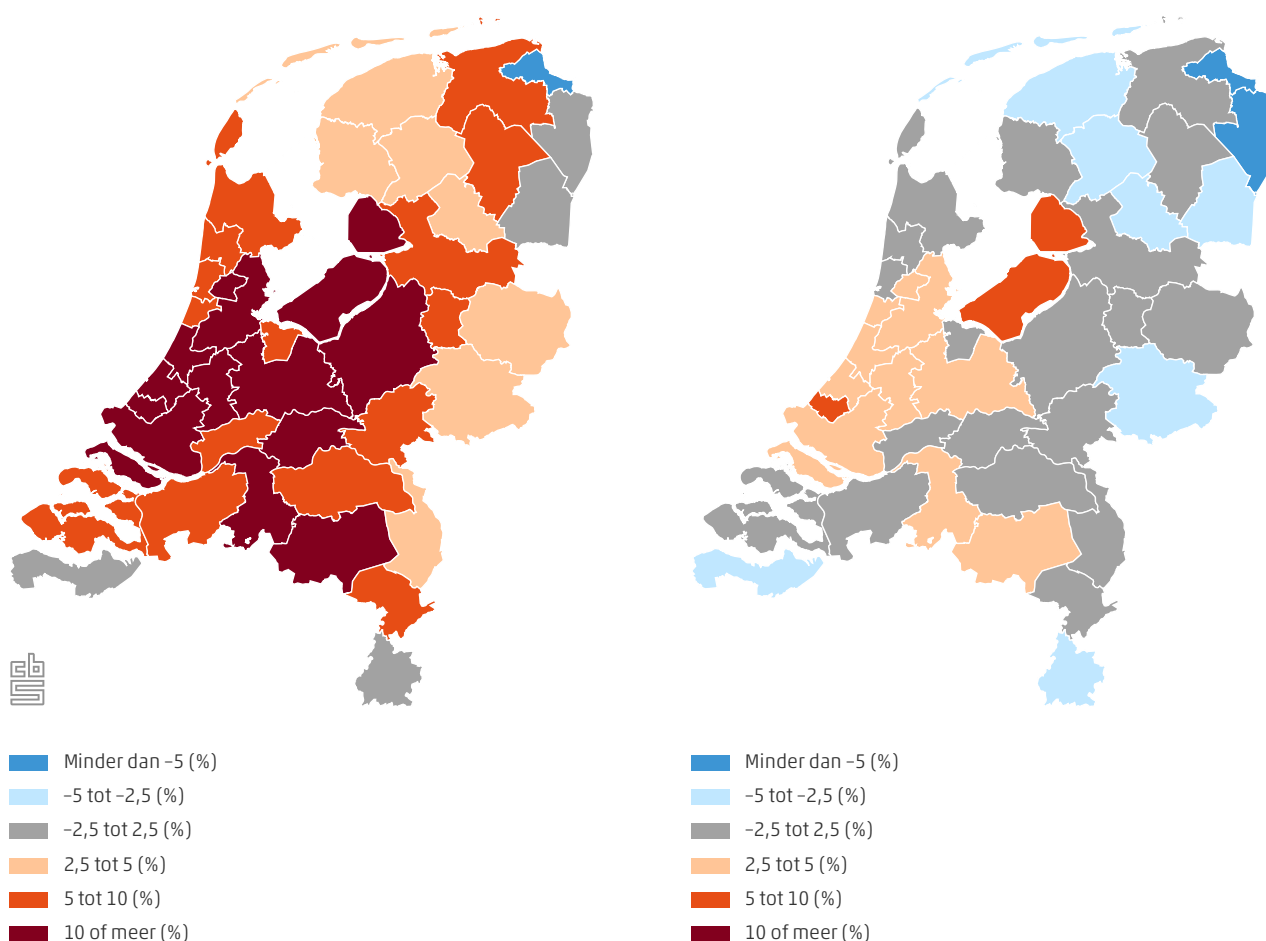 cbs
Minder dan –5 (%)
–5 tot –2,5 (%)
–2,5 tot 2,5 (%)
2,5 tot 5 (%)
5 tot 10 (%)
10 of meer (%)
Minder dan –5 (%)
–5 tot –2,5 (%)
–2,5 tot 2,5 (%)
2,5 tot 5 (%)
5 tot 10 (%)
10 of meer (%)